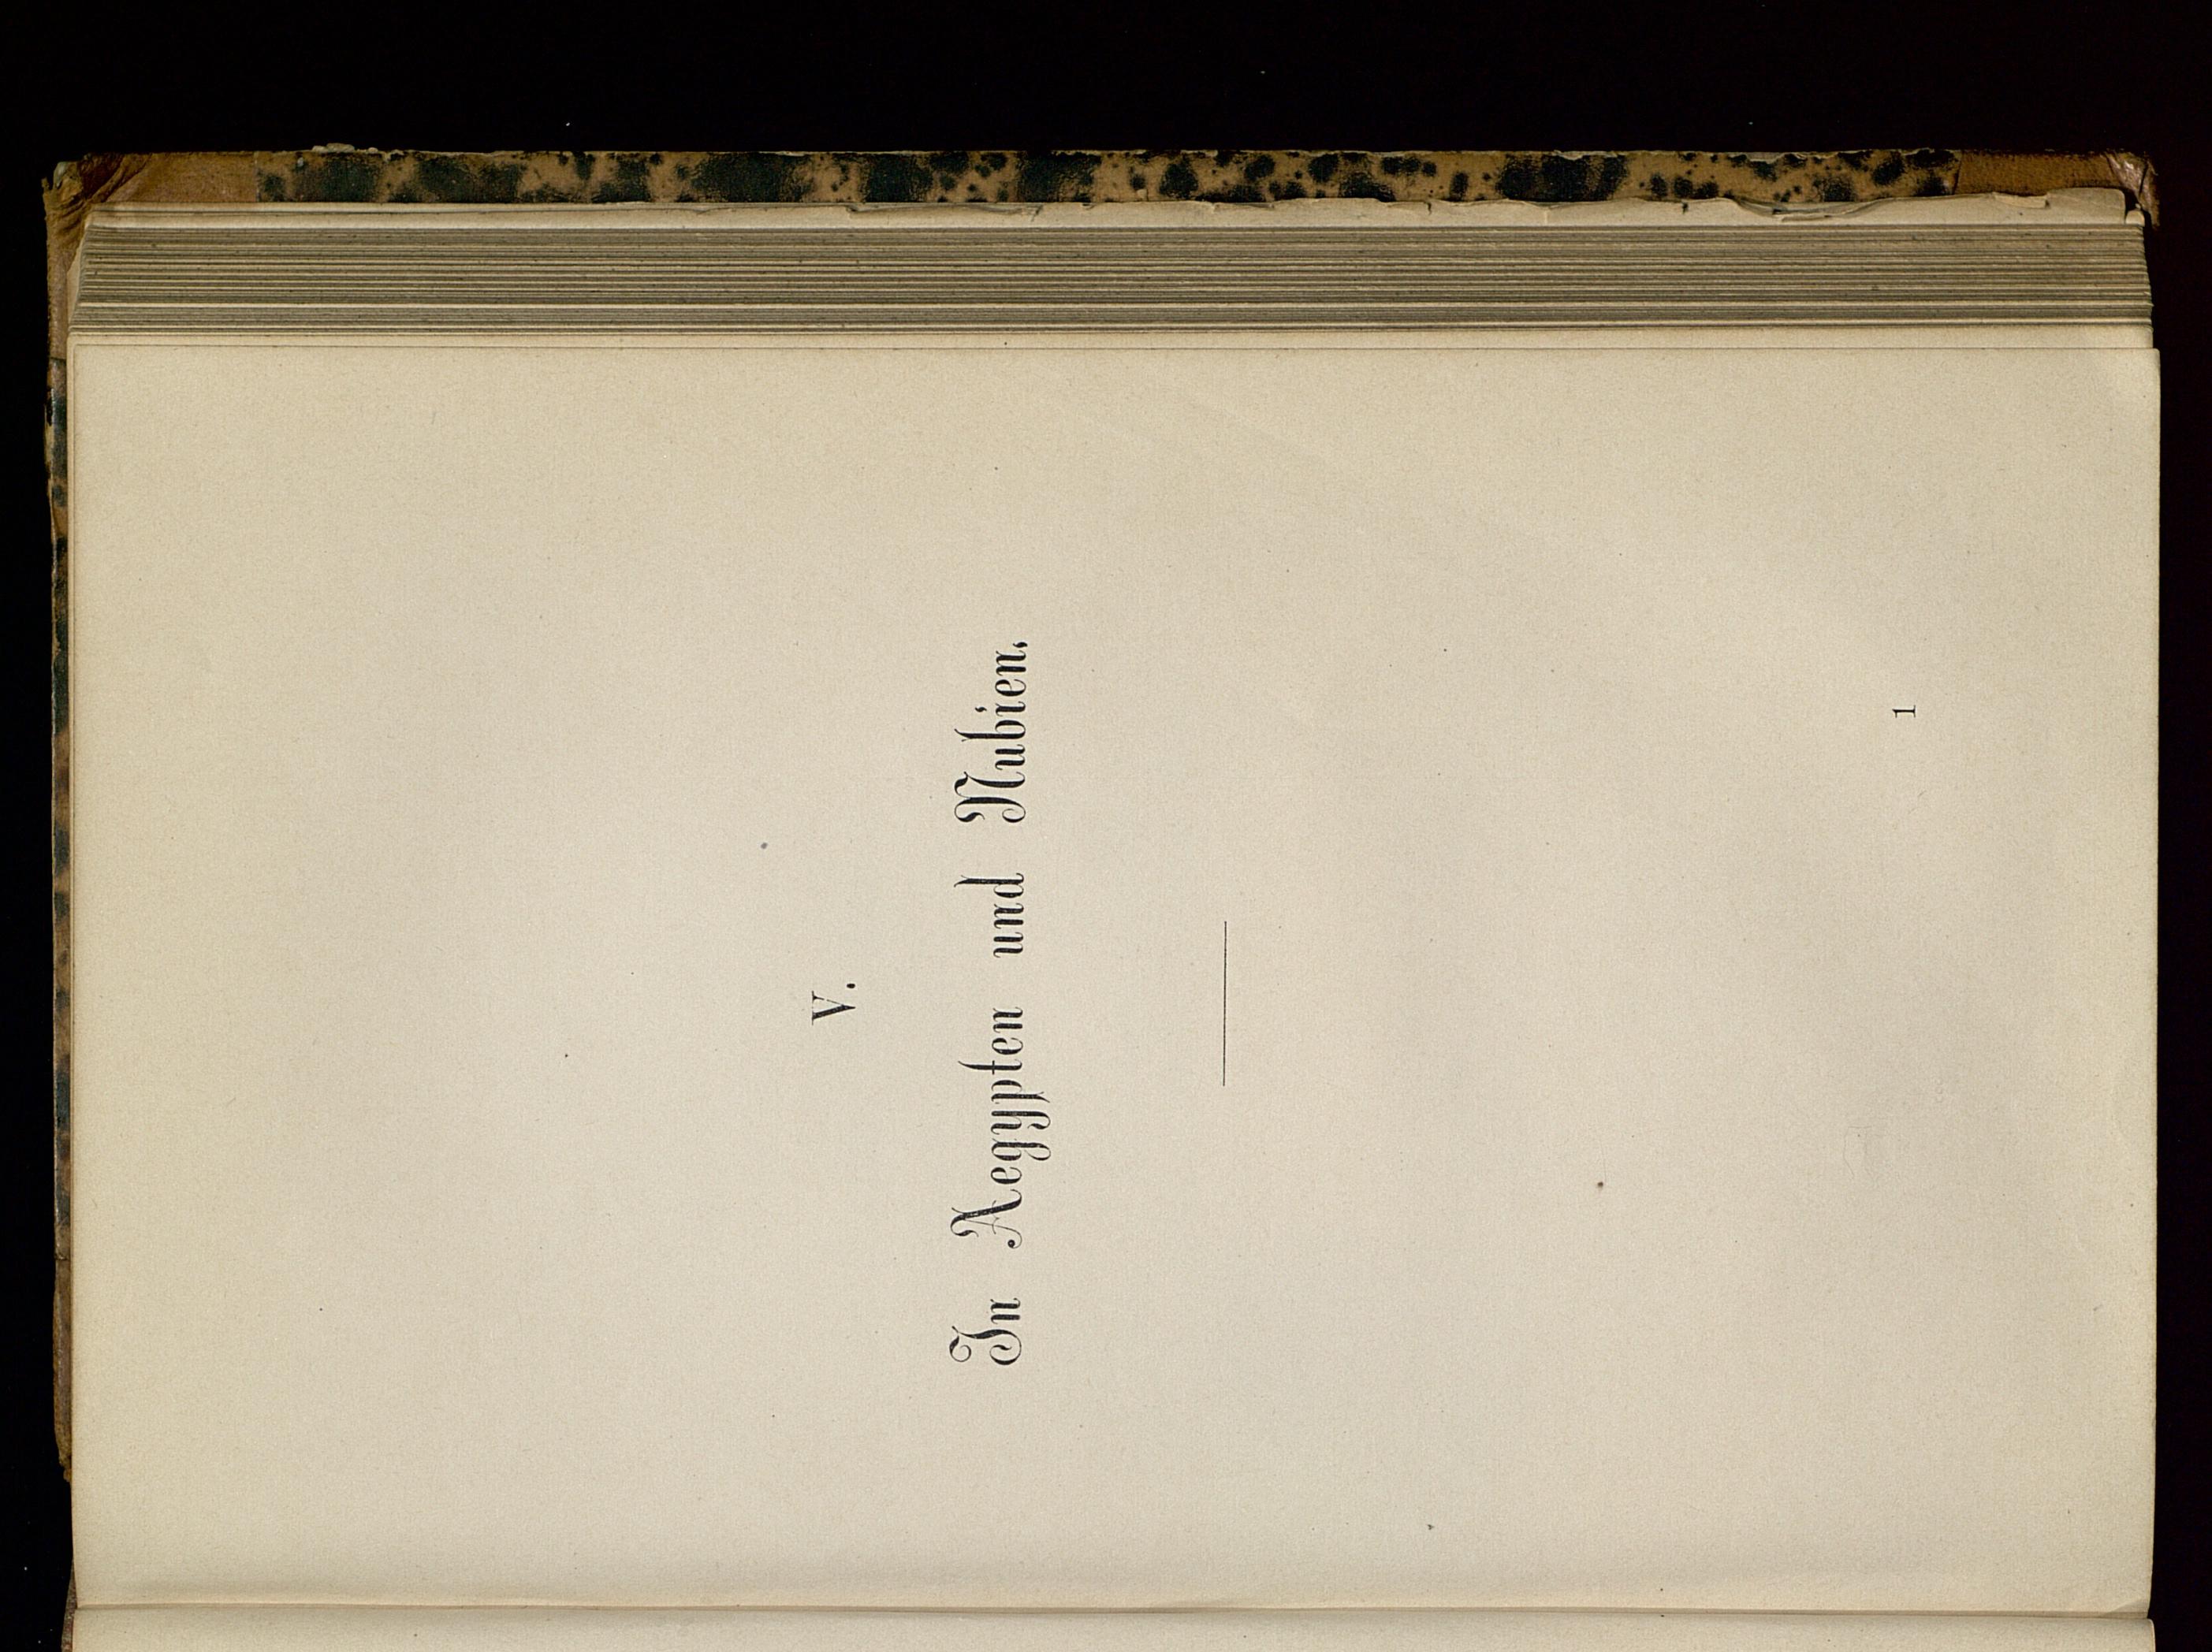 V.
In Aegypten und Nubien.
1